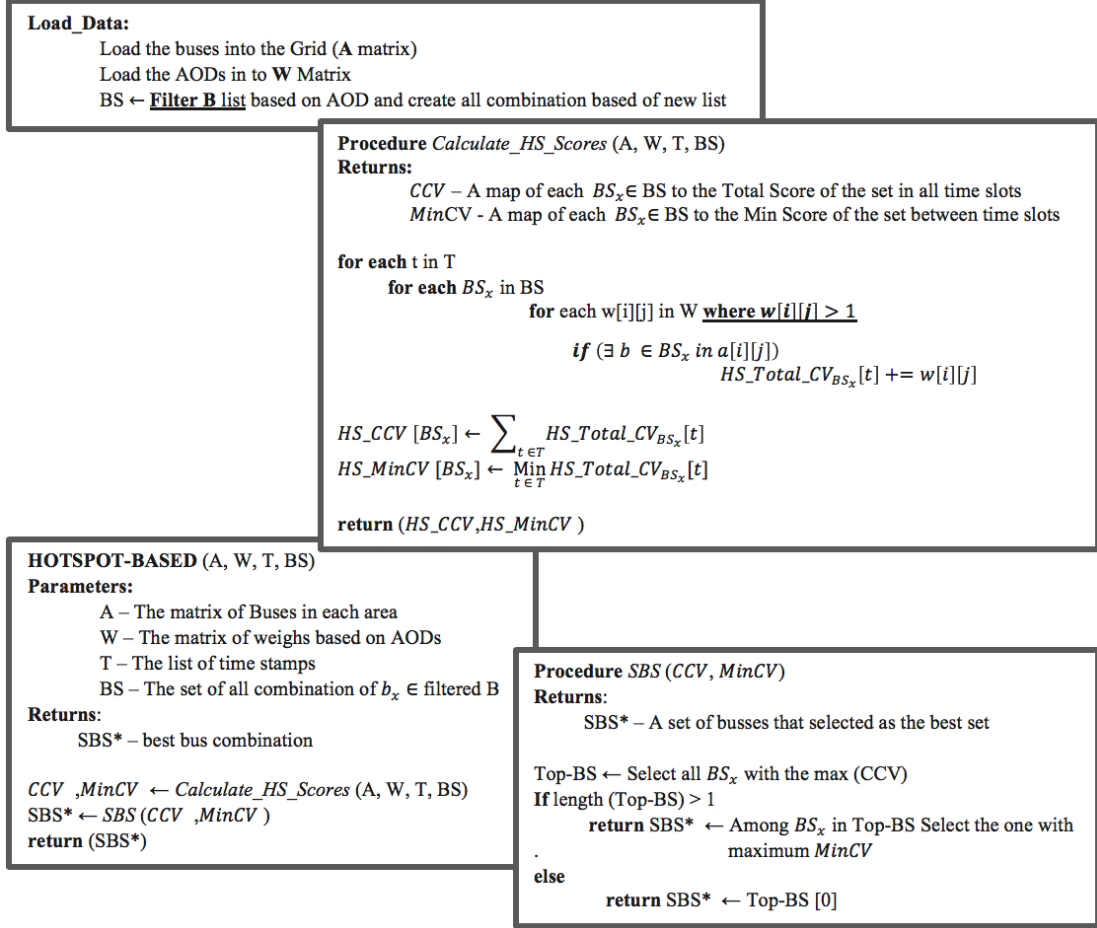 Load_Data:
Load the buses into the Grid (A matrix)
Load the AODs in to W Matrix
BS ← Filter B list based on AOD and create all combination based of new list
Procedure Calculate_HS_Scores (A, W, T, BS)
Returns:
CCV – A map of each BSₓ∈ BS to the Total Score of the set in all time slots
MinCV - A map of each BSₓ∈ BS to the Min Score of the set between time slots
for each t in T
for each BSₓ in BS
for each w[i][j] in W where w[i][j] > 1
if (∃ b ∈ BSₓ in a[i][j])
HS_Total_CV_BSₓ[t] += w[i][j]
HS_CCV [BSₓ] ← ∑_{t ∈T} HS_Total_CV_BSₓ[t]
HS_MinCV [BSₓ] ← Min_{t ∈ T} HS_Total_CV_BSₓ[t]
return (HS_CCV,HS_MinCV )
HOTSPOT-BASED (A, W, T, BS)
Parameters:
A – The matrix of Buses in each area
W – The matrix of weighs based on AODs
T – The list of time stamps
BS – The set of all combination of bₓ ∈ filtered B
Returns:
SBS* – best bus combination
CCV ,MinCV ← Calculate_HS_Scores (A, W, T, BS)
SBS* ← SBS (CCV ,MinCV )
return (SBS*)
Procedure SBS (CCV, MinCV)
Returns:
SBS* – A set of busses that selected as the best set
Top-BS ← Select all BSₓ with the max (CCV)
If length (Top-BS) > 1
return SBS* ← Among BSₓ in Top-BS Select the one with
. maximum MinCV
else
return SBS* ← Top-BS [0]